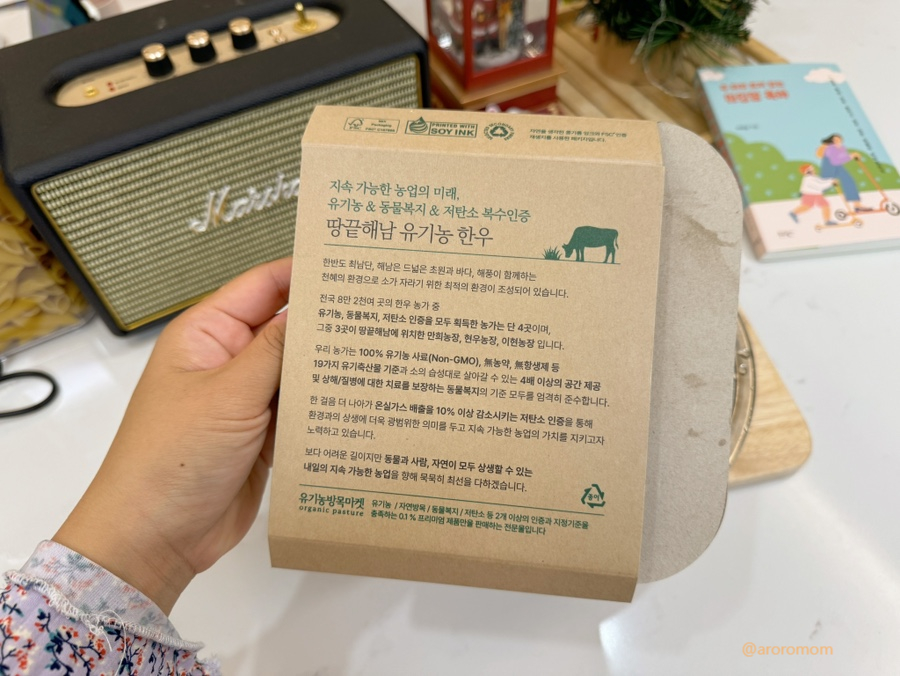 Marsha
FSC
PRINTED WITH
SOY INK
지속 가능한 농업의 미래,
유기농 & 동물복지 & 저탄소 복수인증
땅끝해남 유기농 한우
한반도 최남단, 해남은 드넓은 초원과 바다, 해풍이 함께하는
천혜의 환경으로 소가 자라기 위한 최적의 환경이 조성되어 있습니다.
전국 8만 2천여 곳의 한우 농가 중
유기농, 동물복지, 저탄소 인증을 모두 획득한 농가는 단 4곳이며,
그중 3곳이 땅끝해남에 위치한 만희농장, 현우농장, 이현농장 입니다.
우리 농가는 100% 유기농 사료(Non-GMO), 無농약, 無항생제 등
19가지 유기축산물 기준과 소의 습성대로 살아갈 수 있는 4배 이상의 공간 제공
및 상해/질병에 대한 치료를 보장하는 동물복지의 기준 모두를 엄격히 준수합니다.
한 걸음 더 나아가 온실가스 배출을 10% 이상 감소시키는 저탄소 인증을 통해
환경과의 상생에 더욱 광범위한 의미를 두고 지속 가능한 농업의 가치를 지키고자
노력하고 있습니다.
보다 어려운 길이지만 동물과 사람, 자연이 모두 상생할 수 있는
내일의 지속 가능한 농업을 향해 묵묵히 최선을 다하겠습니다.
종이
유기농방목마켓
organic pasture
유기농 / 자연방목 / 동물복지 / 저탄소 등 2개 이상의 인증과 지정기준을
충족하는 0.1% 프리미엄 제품만을 판매하는 전문몰입니다
@aroromom